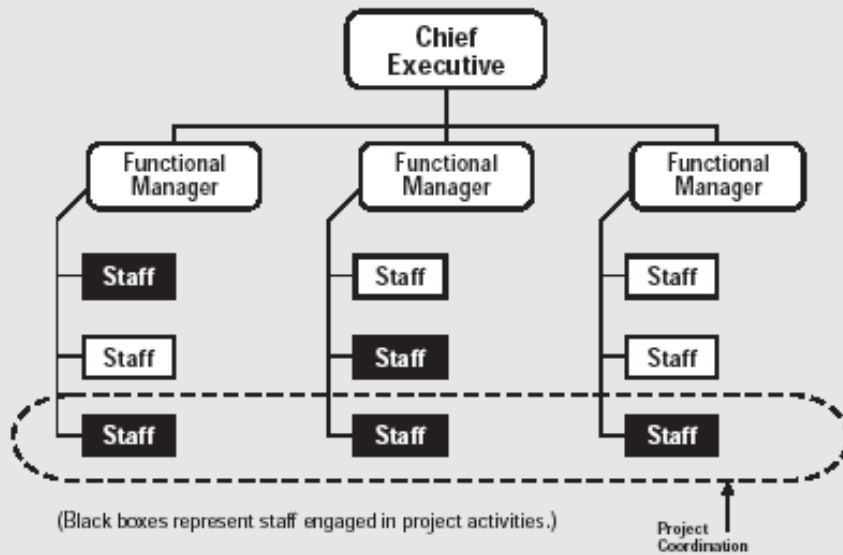 Chief
Executive
Functional
Manager
Functional
Manager
Functional
Manager
Staff
Staff
Staff
Staff
Staff
Staff
Staff
Staff
Staff
(Black boxes represent staff engaged in project activities.)
Project
Coordination